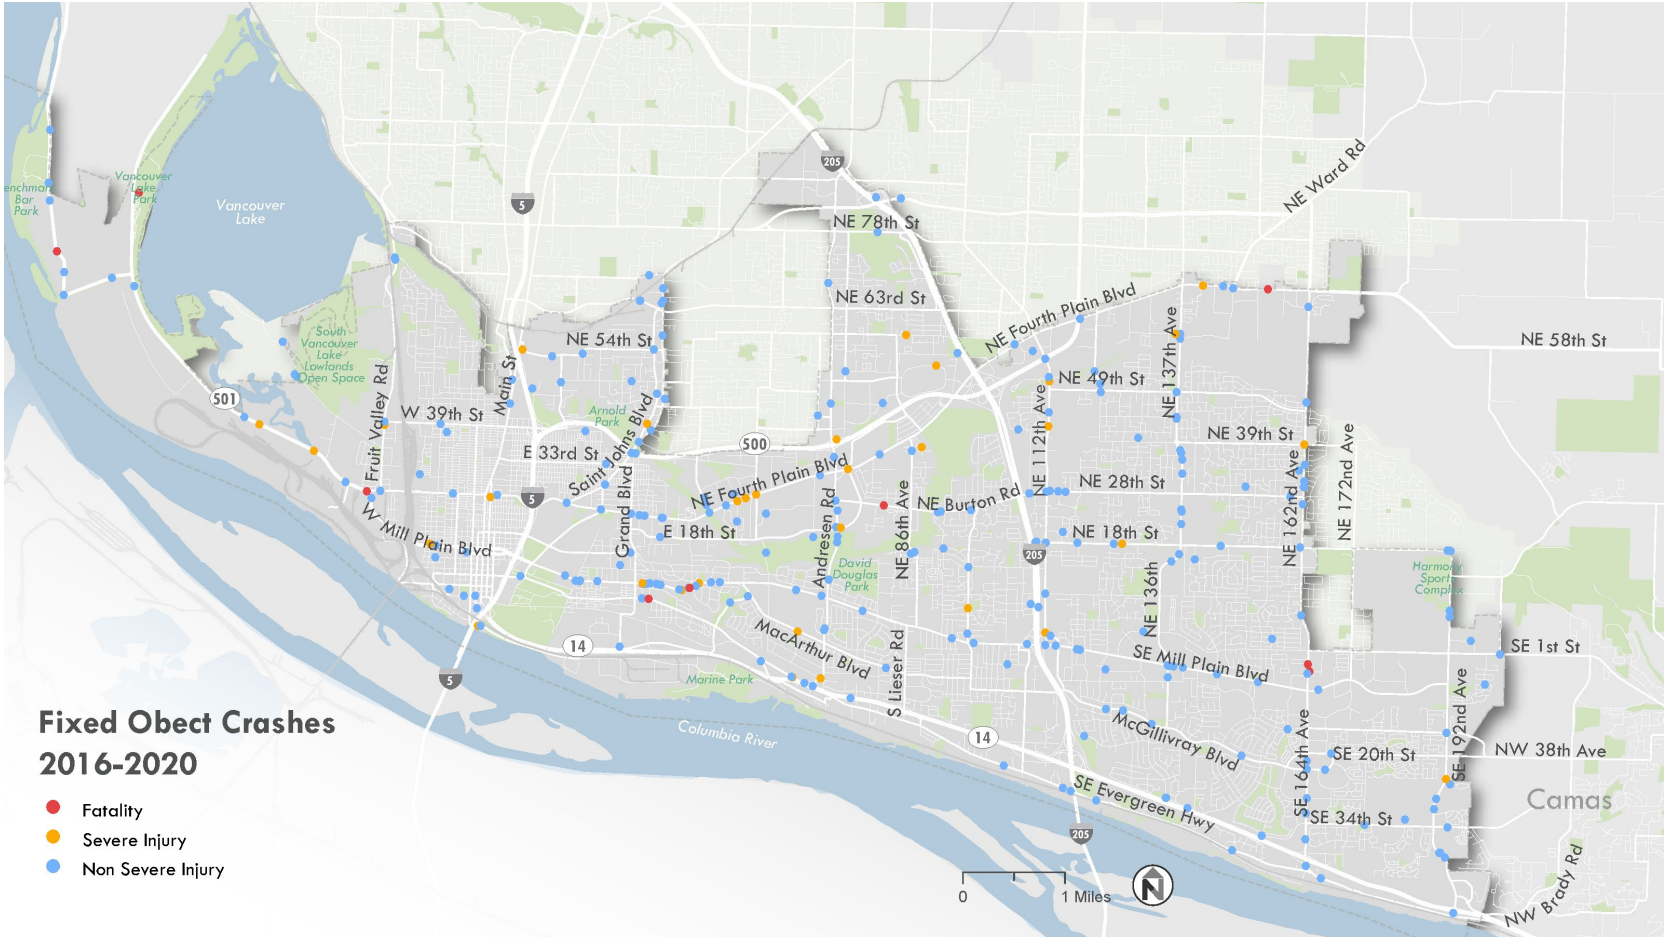 NE Ward Rd
205
enchman
Bar
Park
Vancouver
Lake
Park
Vancouver
Lake
5
NE 78th St
NE 63rd St
NE Fourth Plain Blvd
NE 137th Ave
South
Vancouver
Lake
Lowlands
Open Space
NE 54th St
NE 58th St
Main St
Fruit Valley Rd
NE 49th St
501
W 39th St
Arnold
Park
NE 112th Ave
NE 39th St
NE 172nd Ave
500
E 33rd St
Saint Johns Blvd
NE Fourth Plain Blvd
NE 28th St
NE 162nd Ave
5
Grand Blvd
Andresen Rd
NE 86th Ave
NE Burton Rd
W Mill Plain Blvd
E 18th St
NE 18th St
205
David
Douglas
Park
NE 136th
Harmony
Sport
Complex
14
MacArthur Blvd
S Lieser Rd
SE Mill Plain Blvd
SE 1st St
5
Marine Park
SE 192nd Ave
Fixed Obect Crashes
2016-2020
Columbia River
14
McGillivray Blvd
SE 164th Ave
SE 20th St
NW 38th Ave
SE Evergreen Hwy
SE 34th St
Camas
Fatality
Severe Injury
Non Severe Injury
205
0
1 Miles
N
NW Brady Rd